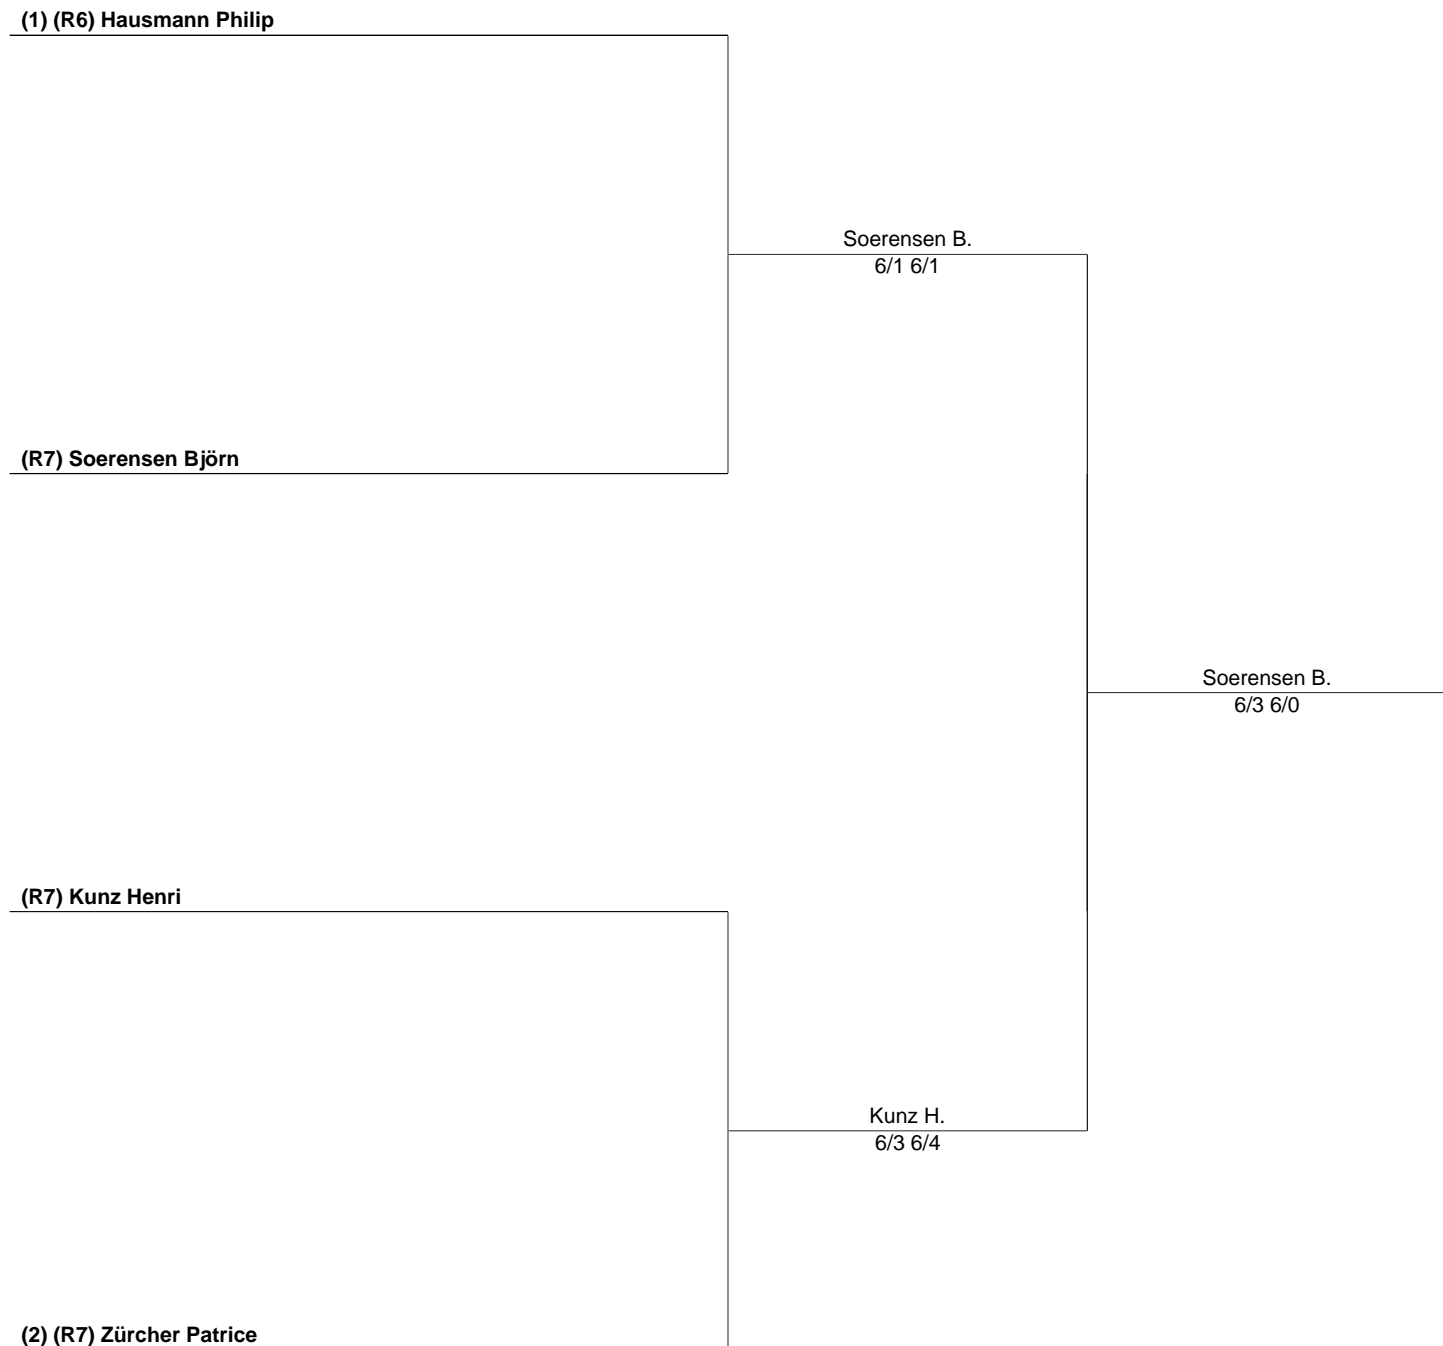 (1) (R6) Hausmann Philip
Soerensen B.
6/1 6/1
(R7) Soerensen Björn
Soerensen B.
6/3 6/0
(R7) Kunz Henri
Kunz H.
6/3 6/4
(2) (R7) Zürcher Patrice